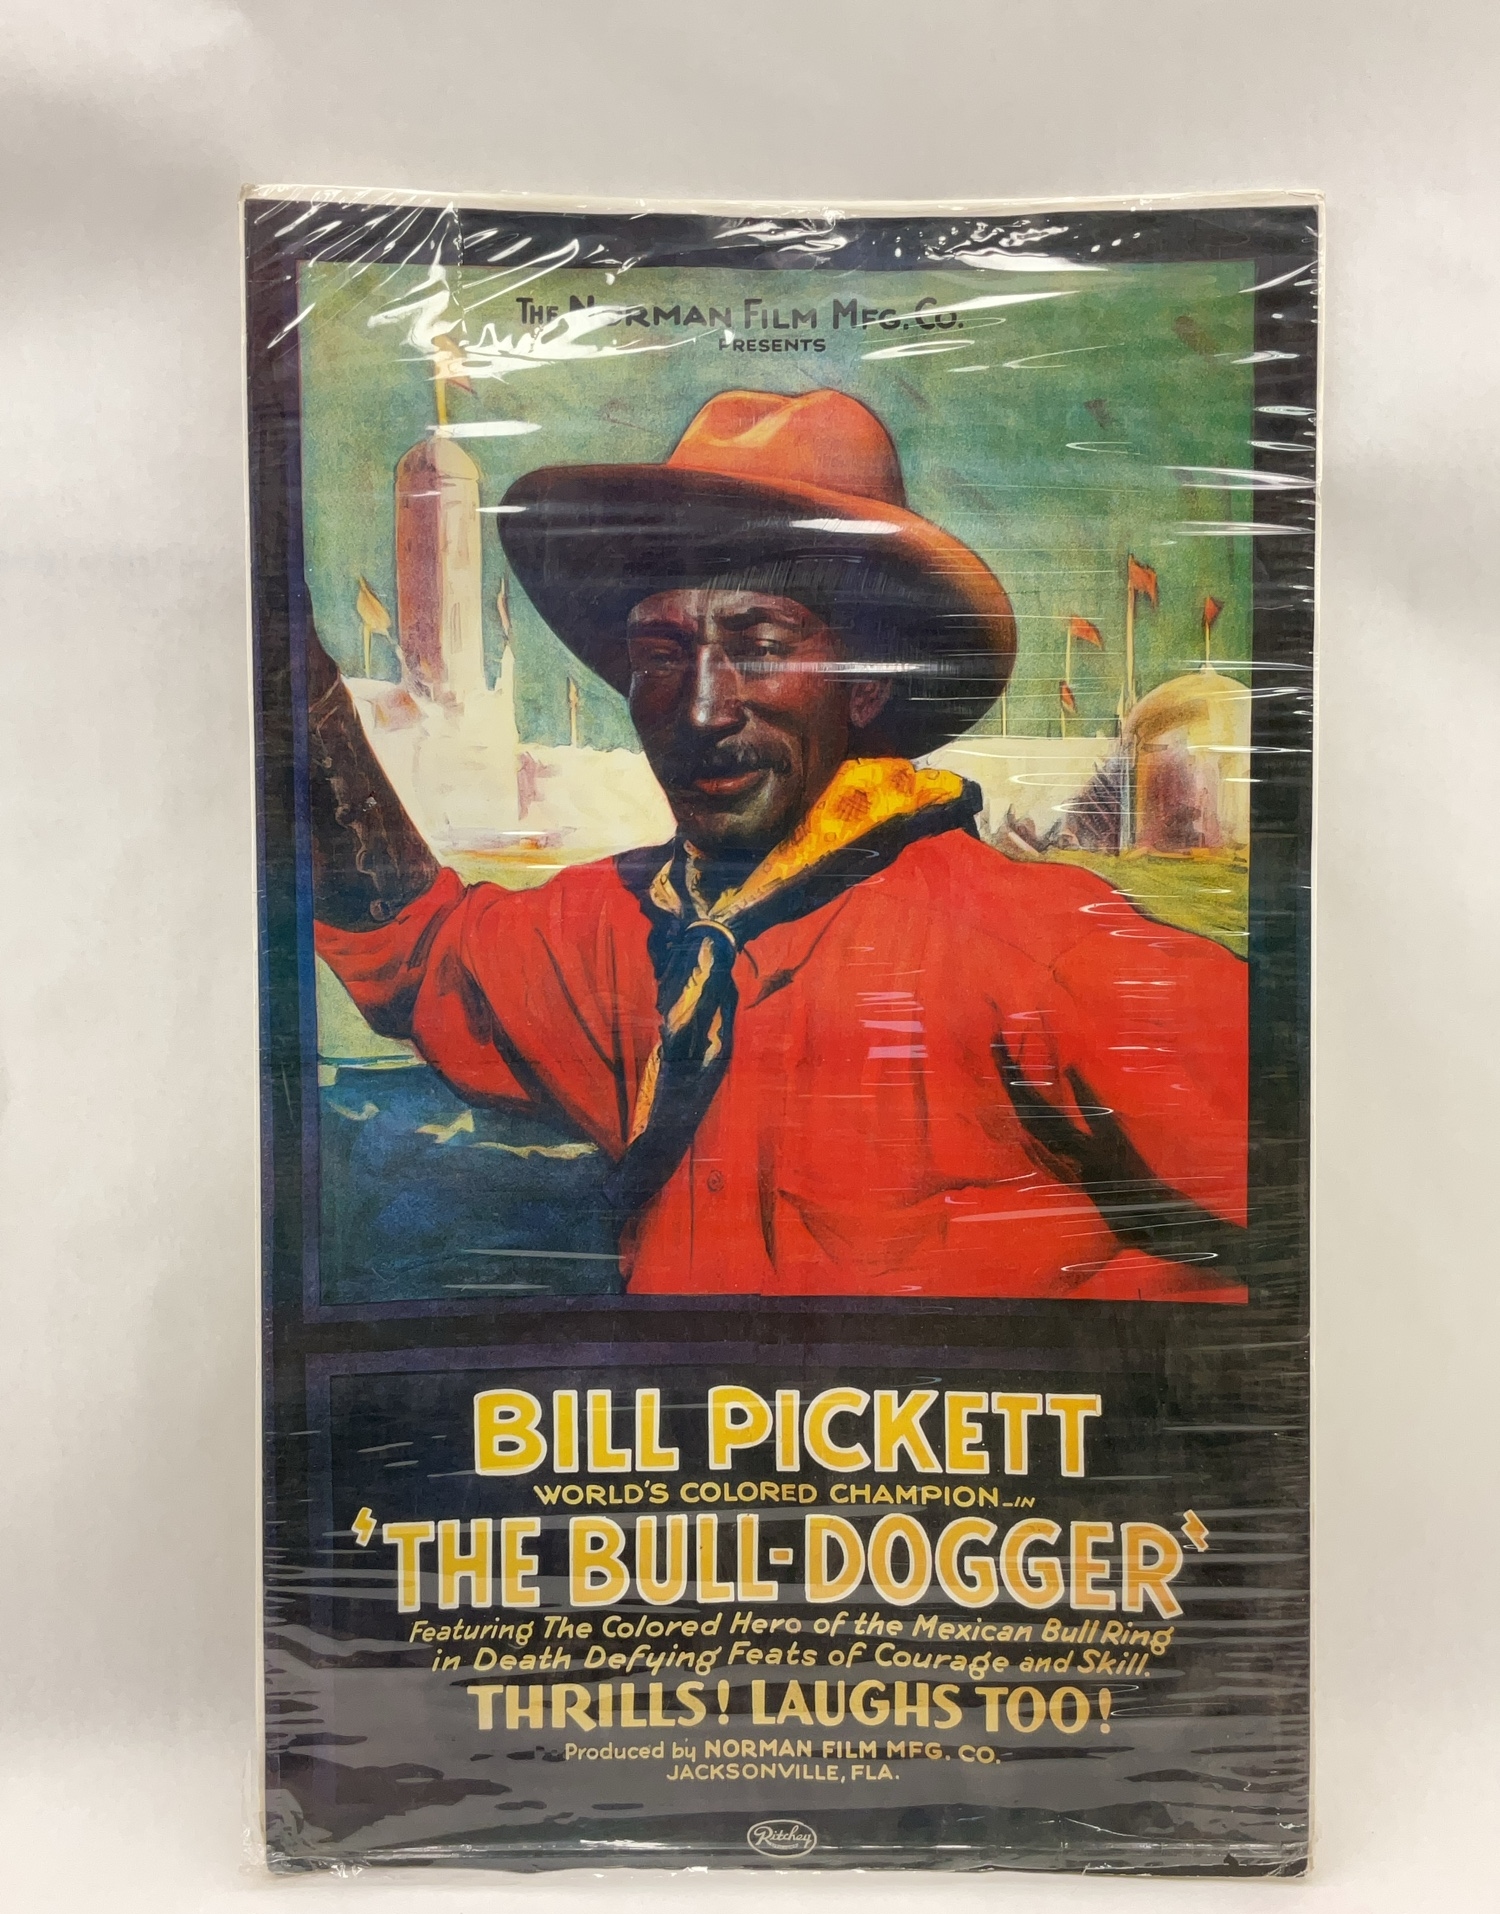 THE NORMAN FILM MFG. CO.
PRESENTS
BILL PICKETT
WORLD'S COLORED CHAMPION-IN
'THE BULL-DOGGER'
Featuring The Colored Hero of the Mexican Bull Ring
in Death Defying Feats of Courage and Skill.
THRILLS! LAUGHS TOO!
Produced by NORMAN FILM MFG. CO.
JACKSONVILLE, FLA.
Ritchey